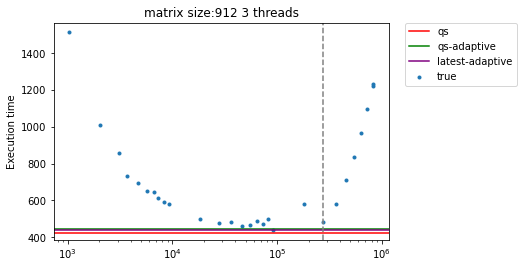 matrix size:912 3 threads
Execution time
1400
1200
1000
800
600
400
10³
10⁴
10⁵
10⁶
qs
qs-adaptive
latest-adaptive
true